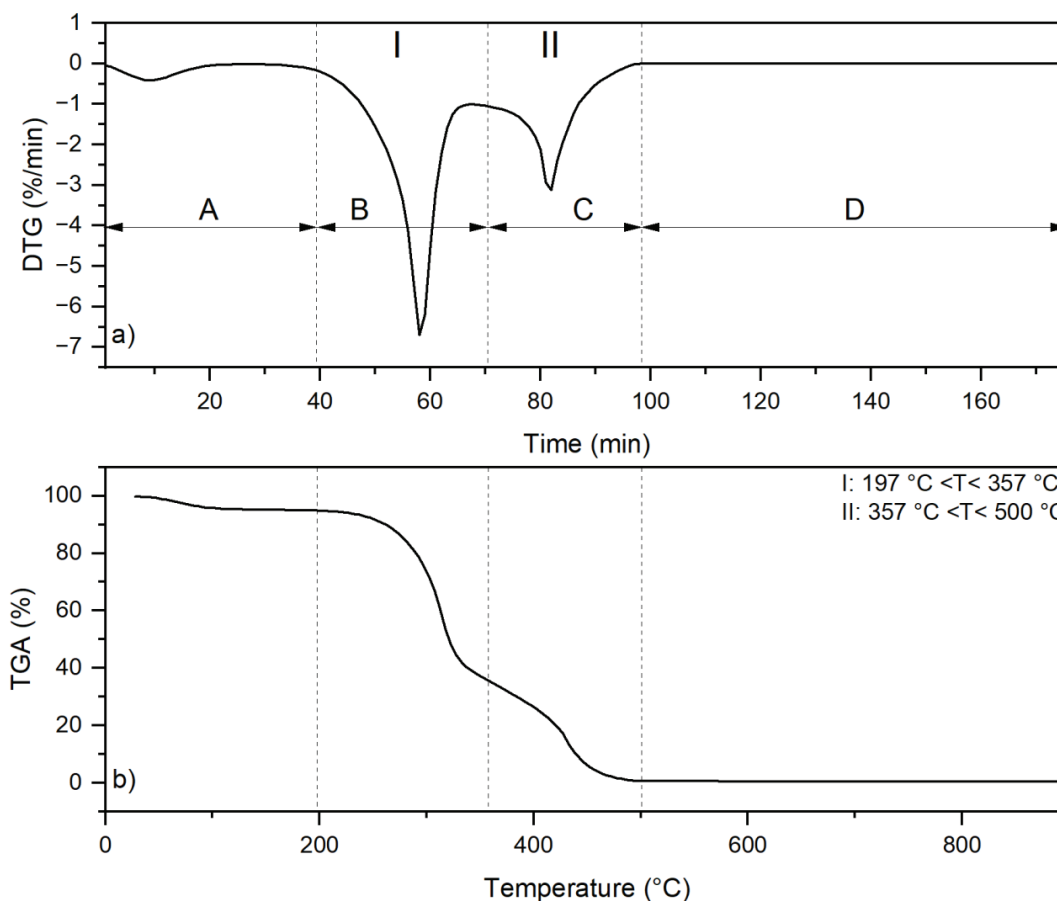 I II
1
0
−1
−2
−3
−4
−5
−6
−7
DTG (%/min)
A B C D
a)
20 40 60 80 100 120 140 160
Time (min)
I: 197 °C <T< 357 °C
II: 357 °C <T< 500 °C
100
80
60
40
20
0
TGA (%)
b)
0 200 400 600 800
Temperature (°C)